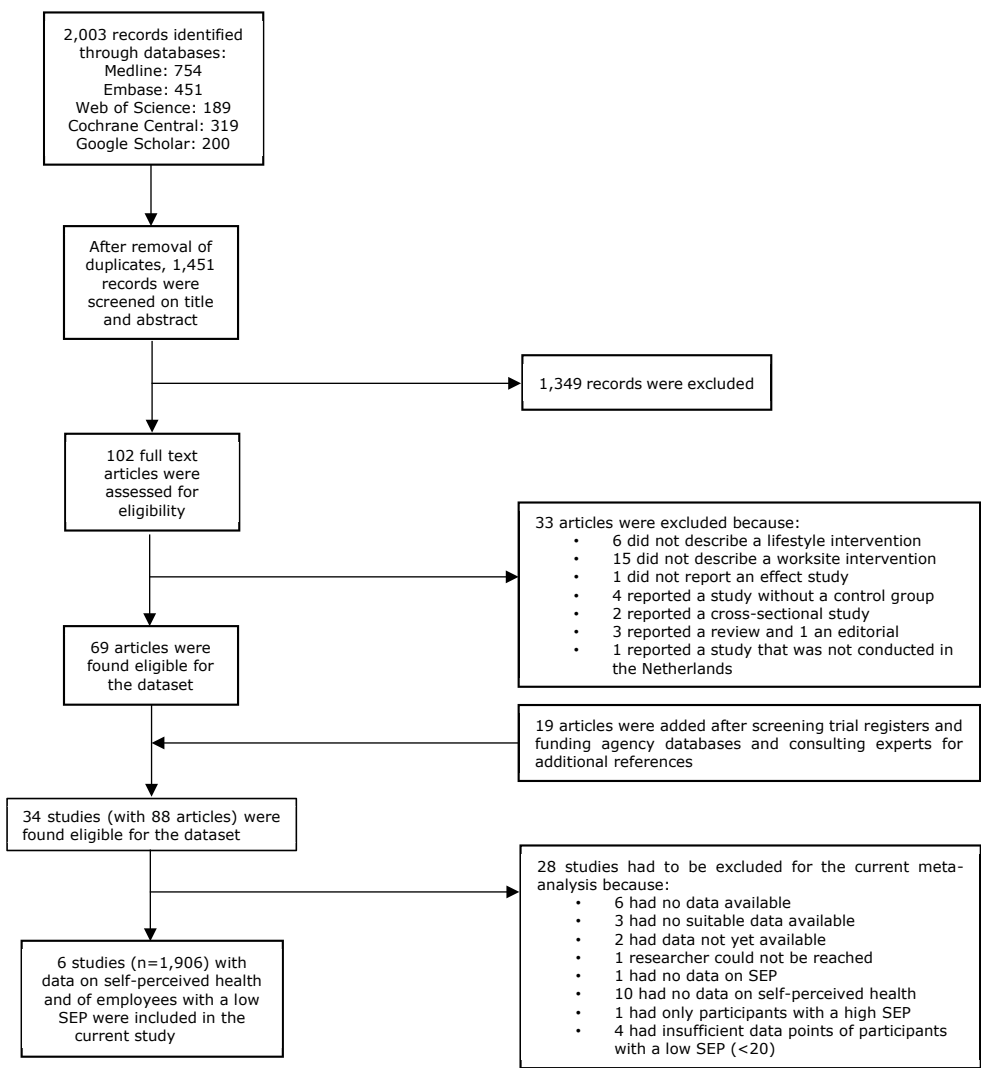 2,003 records identified
through databases:
Medline: 754
Embase: 451
Web of Science: 189
Cochrane Central: 319
Google Scholar: 200
After removal of
duplicates, 1,451
records were
screened on title
and abstract
1,349 records were excluded
102 full text
articles were
assessed for
eligibility
33 articles were excluded because:
• 6 did not describe a lifestyle intervention
• 15 did not describe a worksite intervention
• 1 did not report an effect study
• 4 reported a study without a control group
• 2 reported a cross-sectional study
• 3 reported a review and 1 an editorial
• 1 reported a study that was not conducted in
the Netherlands
69 articles were
found eligible for
the dataset
19 articles were added after screening trial registers and
funding agency databases and consulting experts for
additional references
34 studies (with 88 articles) were
found eligible for the dataset
28 studies had to be excluded for the current meta-
analysis because:
• 6 had no data available
• 3 had no suitable data available
• 2 had data not yet available
• 1 researcher could not be reached
• 1 had no data on SEP
• 10 had no data on self-perceived health
• 1 had only participants with a high SEP
• 4 had insufficient data points of participants
with a low SEP (<20)
6 studies (n=1,906) with
data on self-perceived health
and of employees with a low
SEP were included in the
current study